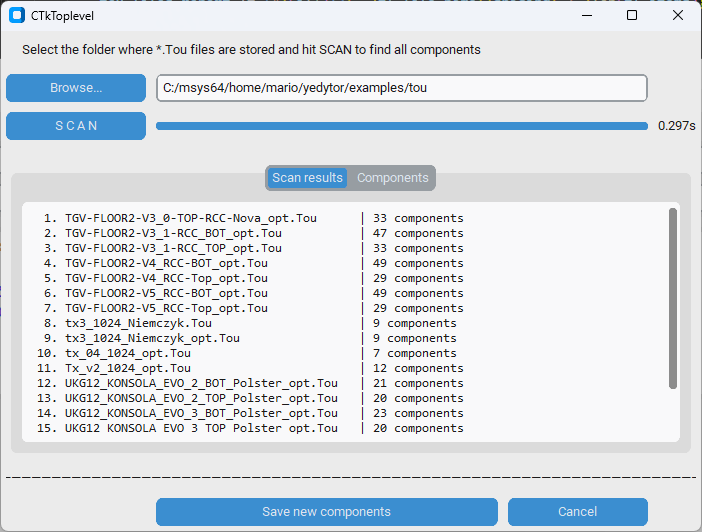 CTkToplevel
Select the folder where *.Tou files are stored and hit SCAN to find all components
Browse... C:/msys64/home/mario/yedytor/examples/tou
S C A N 0.297s
Scan results Components
1. TGV-FLOOR2-V3_0-TOP-RCC-Nova_opt.Tou | 33 components
2. TGV-FLOOR2-V3_1-RCC_BOT_opt.Tou | 47 components
3. TGV-FLOOR2-V3_1-RCC_TOP_opt.Tou | 33 components
4. TGV-FLOOR2-V4_RCC-BOT_opt.Tou | 49 components
5. TGV-FLOOR2-V4_RCC-Top_opt.Tou | 29 components
6. TGV-FLOOR2-V5_RCC-BOT_opt.Tou | 49 components
7. TGV-FLOOR2-V5_RCC-Top_opt.Tou | 29 components
8. tx3_1024_Niemczyk.Tou | 9 components
9. tx3_1024_Niemczyk_opt.Tou | 9 components
10. tx_04_1024_opt.Tou | 7 components
11. Tx_v2_1024_opt.Tou | 12 components
12. UKG12_KONSOLA_EVO_2_BOT_Polster_opt.Tou | 21 components
13. UKG12_KONSOLA_EVO_2_TOP_Polster_opt.Tou | 20 components
14. UKG12_KONSOLA_EVO_3_BOT_Polster_opt.Tou | 23 components
15. UKG12_KONSOLA_EVO_3_TOP_Polster_opt.Tou | 20 components
Save new components Cancel